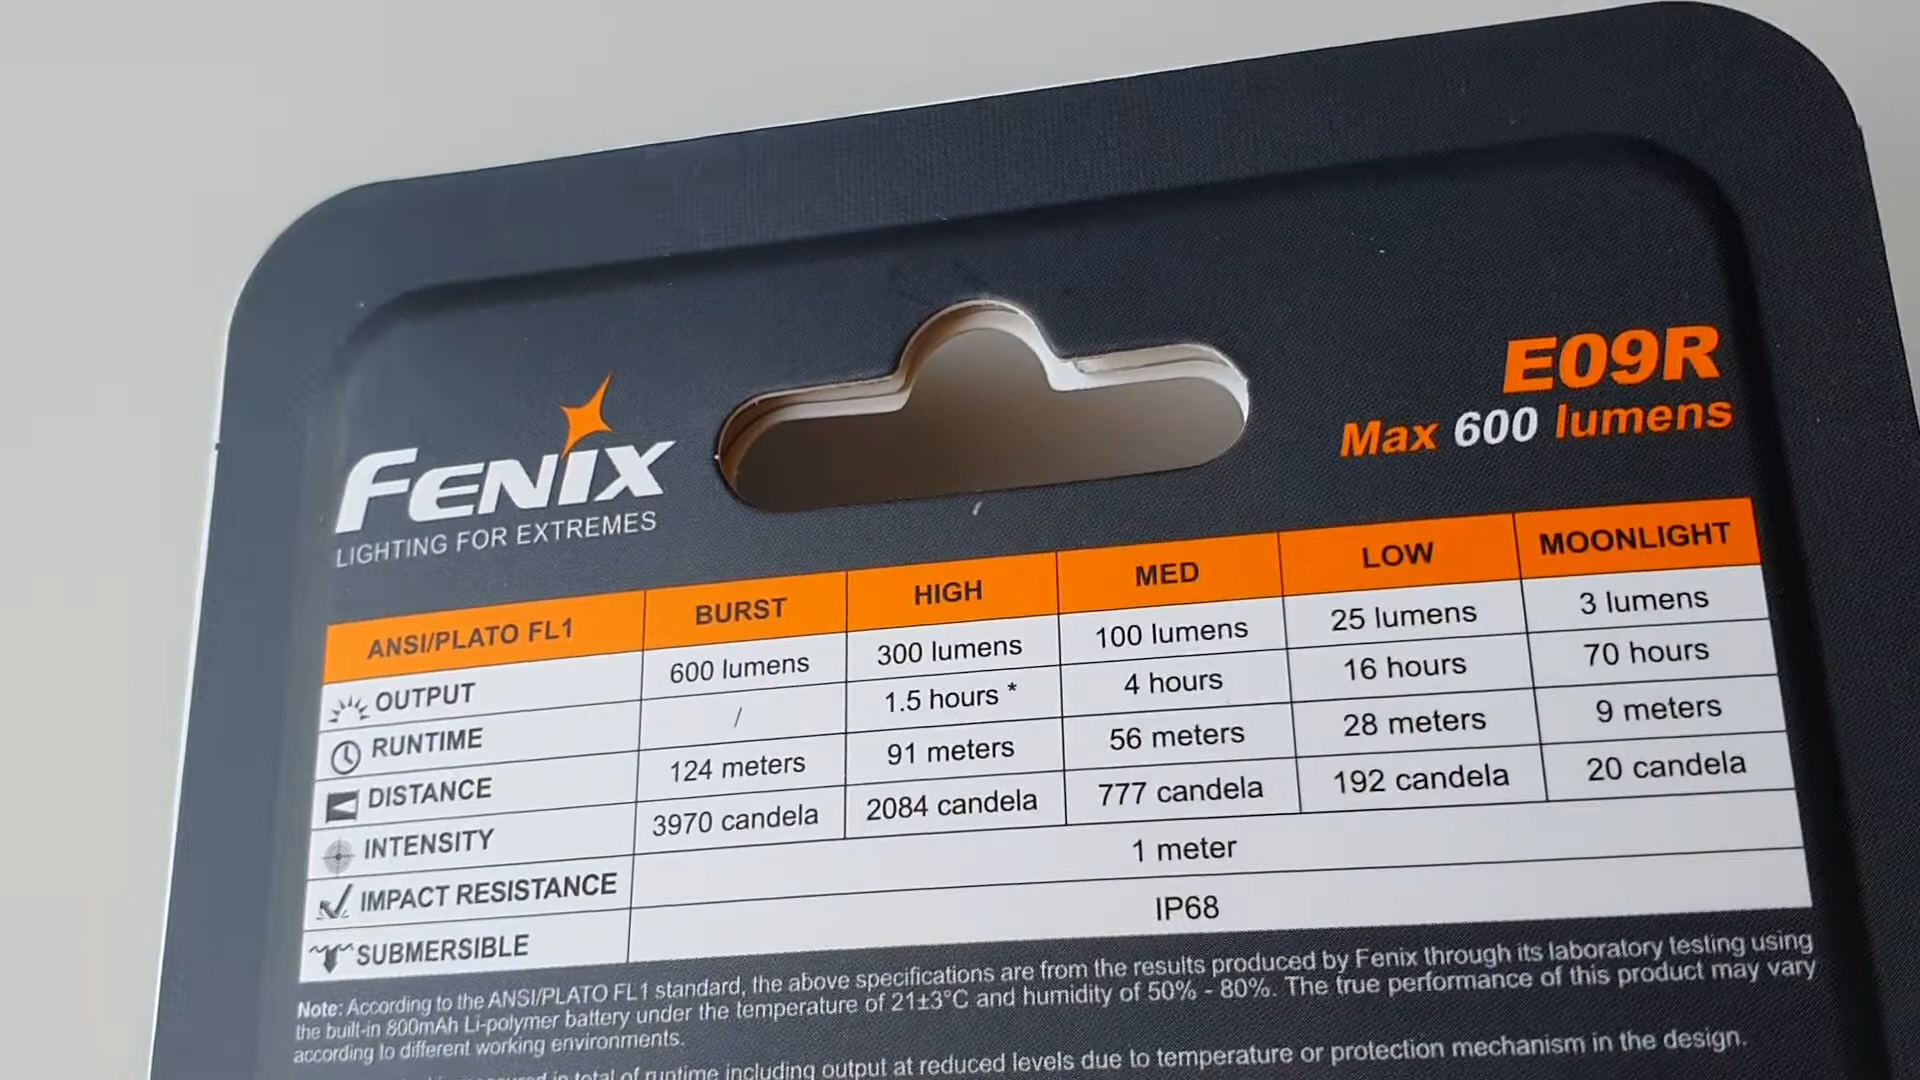 FENIX
LIGHTING FOR EXTREMES
E09R
Max 600 lumens
ANSI/PLATO FL1 BURST HIGH MED LOW MOONLIGHT
OUTPUT 600 lumens 300 lumens 100 lumens 25 lumens 3 lumens
RUNTIME / 1.5 hours * 4 hours 16 hours 70 hours
DISTANCE 124 meters 91 meters 56 meters 28 meters 9 meters
INTENSITY 3970 candela 2084 candela 777 candela 192 candela 20 candela
IMPACT RESISTANCE 1 meter
SUBMERSIBLE IP68
Note: According to the ANSI/PLATO FL1 standard, the above specifications are from the results produced by Fenix through its laboratory testing using
the built-in 800mAh Li-polymer battery under the temperature of 21±3°C and humidity of 50% - 80%. The true performance of this product may vary
according to different working environments.
in total of runtime including output at reduced levels due to temperature or protection mechanism in the design.